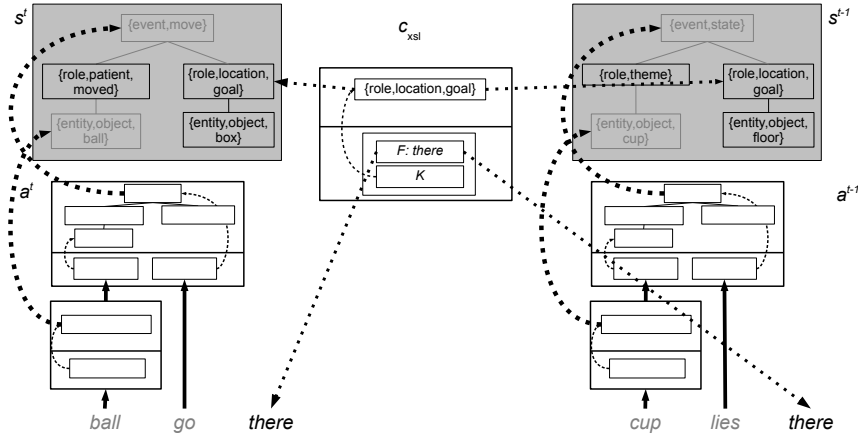 s^t
c_xsl
s^t-1
{event,move}
{event,state}
{role,patient,
moved}
{role,location,
goal}
{role,location,goal}
{role,theme}
{role,location,
goal}
{entity,object,
ball}
{entity,object,
box}
{entity,object,
cup}
{entity,object,
floor}
F: there
K
a^t
a^t-1
ball go there
cup lies there